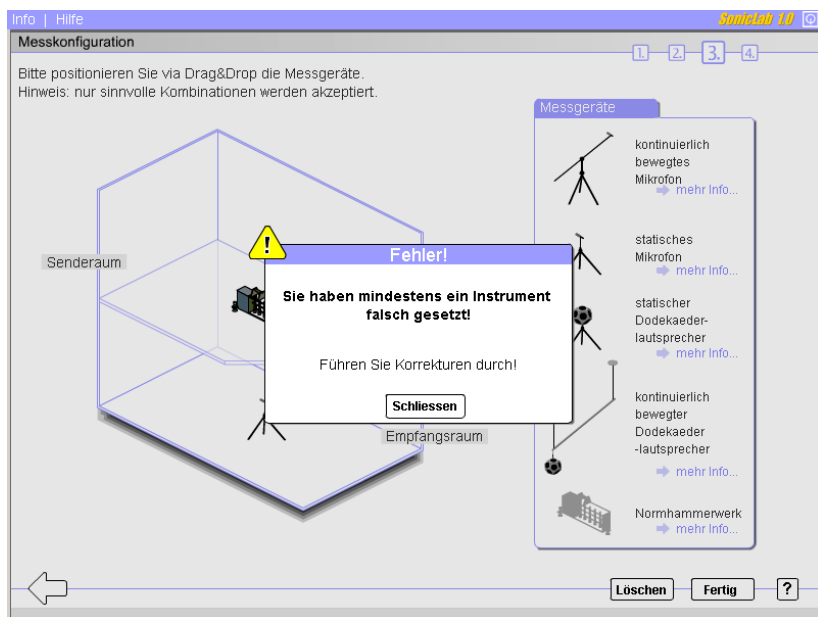 Info | Hilfe
SonicLab 1.0
Messkonfiguration
1. 2. 3. 4.
Bitte positionieren Sie via Drag&Drop die Messgeräte.
Hinweis: nur sinnvolle Kombinationen werden akzeptiert.
Senderaum
Empfangsraum
!
Fehler!
Sie haben mindestens ein Instrument
falsch gesetzt!
Führen Sie Korrekturen durch!
Schliessen
Messgeräte
kontinuierlich
bewegtes
Mikrofon
mehr Info...
statisches
Mikrofon
mehr Info...
statischer
Dodekaeder-
lautsprecher
mehr Info...
kontinuierlich
bewegter
Dodekaeder
-lautsprecher
mehr Info...
Normhammerwerk
mehr Info...
Löschen
Fertig
?